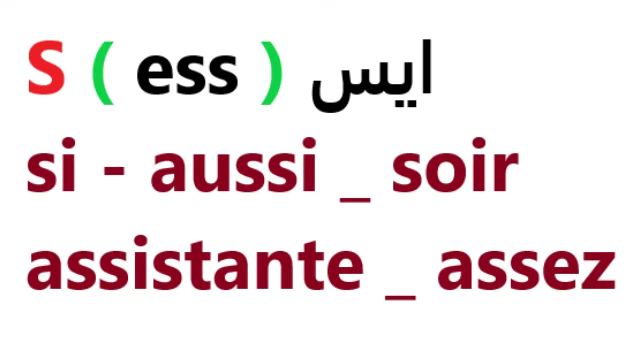 S ( ess ) ايس
si - aussi _ soir
assistante _ assez